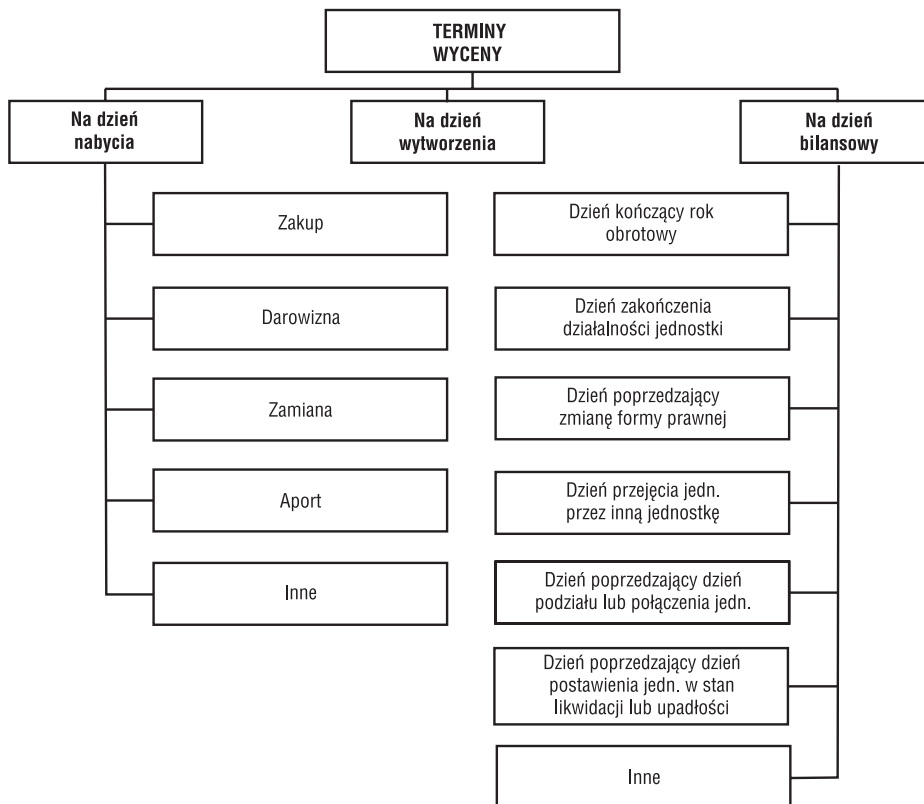 TERMINY
WYCENY
Na dzień
nabycia
Na dzień
wytworzenia
Na dzień
bilansowy
Zakup
Darowizna
Zamiana
Aport
Inne
Dzień kończący rok
obrotowy
Dzień zakończenia
działalności jednostki
Dzień poprzedzający
zmianę formy prawnej
Dzień przejęcia jedn.
przez inną jednostkę
Dzień poprzedzający dzień
podziału lub połączenia jedn.
Dzień poprzedzający dzień
postawienia jedn. w stan
likwidacji lub upadłości
Inne